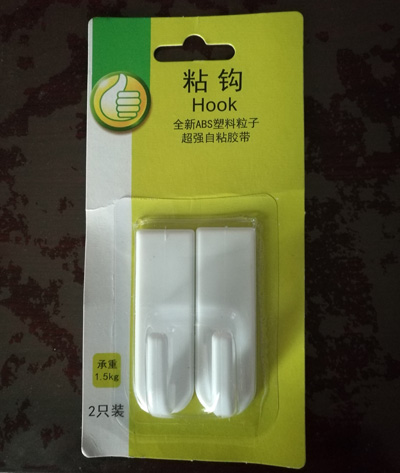 粘钩
Hook
全新ABS塑料粒子
超强自粘胶带
承重
1.5kg
2只装